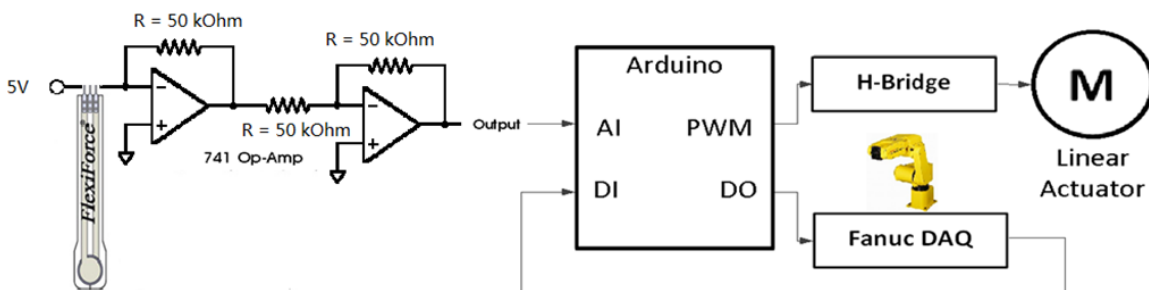 R = 50 kOhm
R = 50 kOhm
5V
R = 50 kOhm
741 Op-Amp
FlexiForce®
Output
Arduino
AI
PWM
DI
DO
H-Bridge
M
Linear
Actuator
Fanuc DAQ